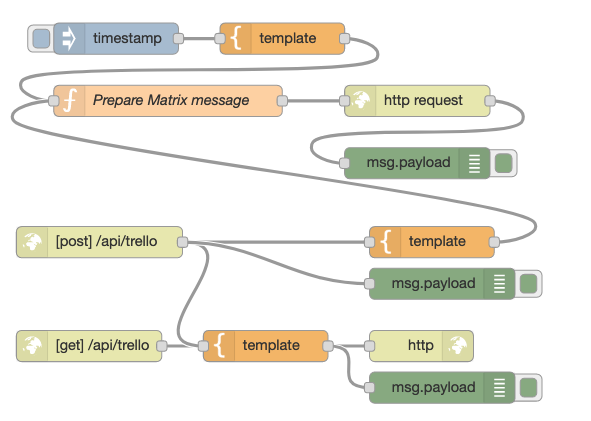 timestamp
template
Prepare Matrix message
http request
msg.payload
[post] /api/trello
template
msg.payload
[get] /api/trello
template
http
msg.payload